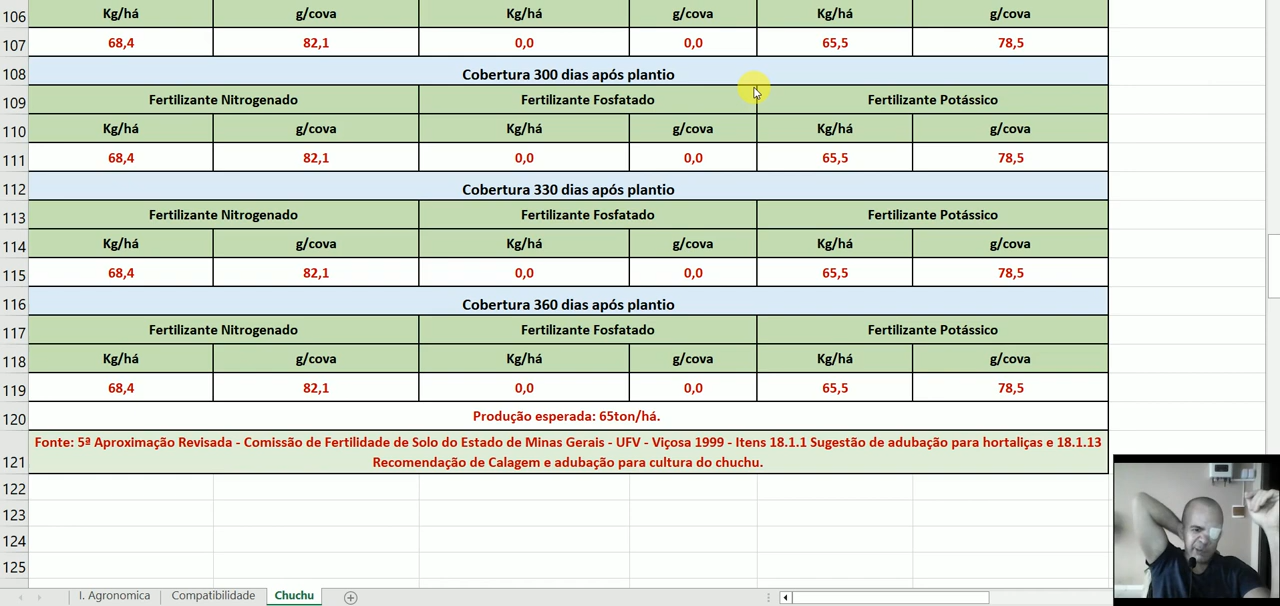 106 Kg/há g/cova Kg/há g/cova Kg/há g/cova
107 68,4 82,1 0,0 0,0 65,5 78,5
108 Cobertura 300 dias após plantio
109 Fertilizante Nitrogenado Fertilizante Fosfatado Fertilizante Potássico
110 Kg/há g/cova Kg/há g/cova Kg/há g/cova
111 68,4 82,1 0,0 0,0 65,5 78,5
112 Cobertura 330 dias após plantio
113 Fertilizante Nitrogenado Fertilizante Fosfatado Fertilizante Potássico
114 Kg/há g/cova Kg/há g/cova Kg/há g/cova
115 68,4 82,1 0,0 0,0 65,5 78,5
116 Cobertura 360 dias após plantio
117 Fertilizante Nitrogenado Fertilizante Fosfatado Fertilizante Potássico
118 Kg/há g/cova Kg/há g/cova Kg/há g/cova
119 68,4 82,1 0,0 0,0 65,5 78,5
120 Produção esperada: 65ton/há.
Fonte: 5ª Aproximação Revisada - Comissão de Fertilidade de Solo do Estado de Minas Gerais - UFV - Viçosa 1999 - Itens 18.1.1 Sugestão de adubação para hortaliças e 18.1.13
121 Recomendação de Calagem e adubação para cultura do chuchu.
122
123
124
125
I. Agronomica Compatibilidade Chuchu